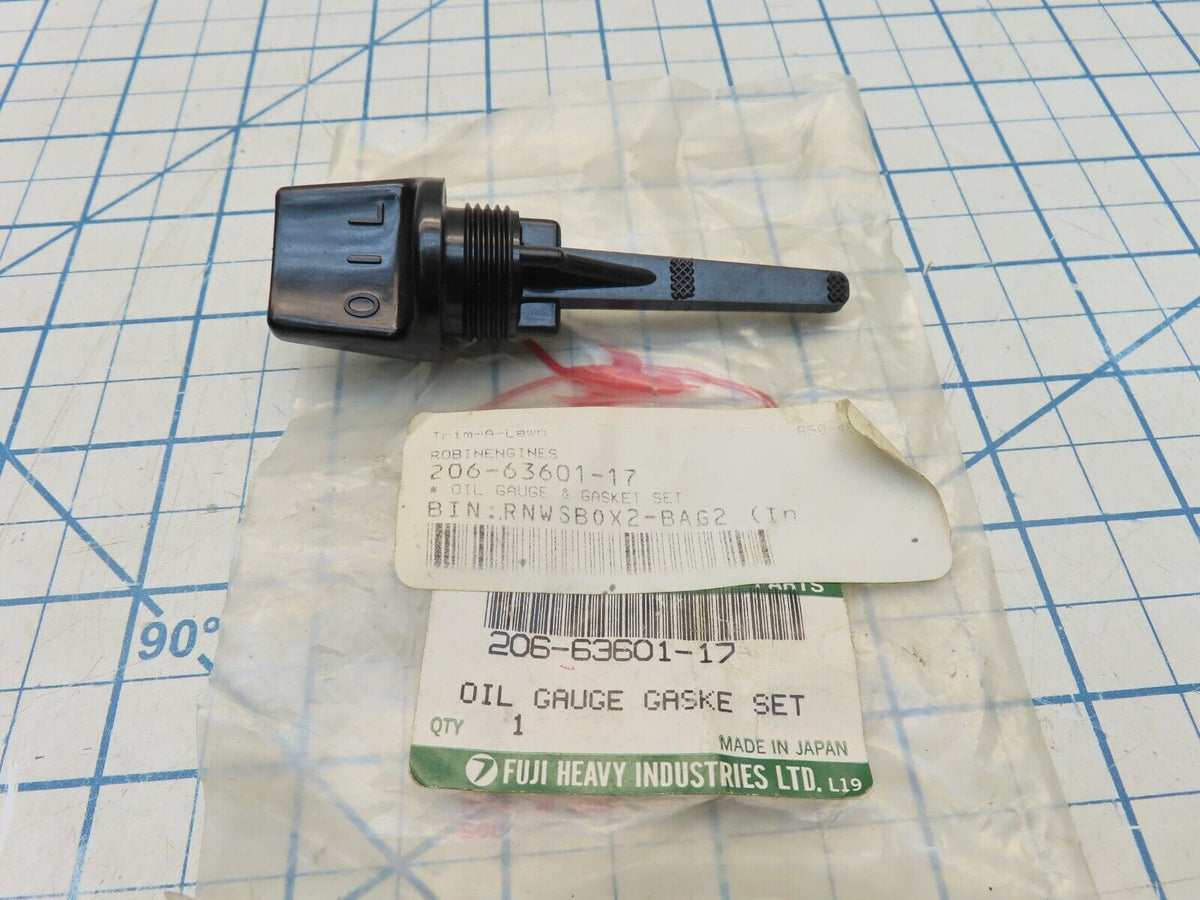 OIL
Trim-A-Lawn
ROBINENGINES
206-63601-17
* OIL GAUGE & GASKET SET
BIN:RNWSBOX2-BAG2 (In
PARTS
206-63601-17
OIL GAUGE GASKE SET
QTY 1
MADE IN JAPAN
FUJI HEAVY INDUSTRIES LTD. L19
90°